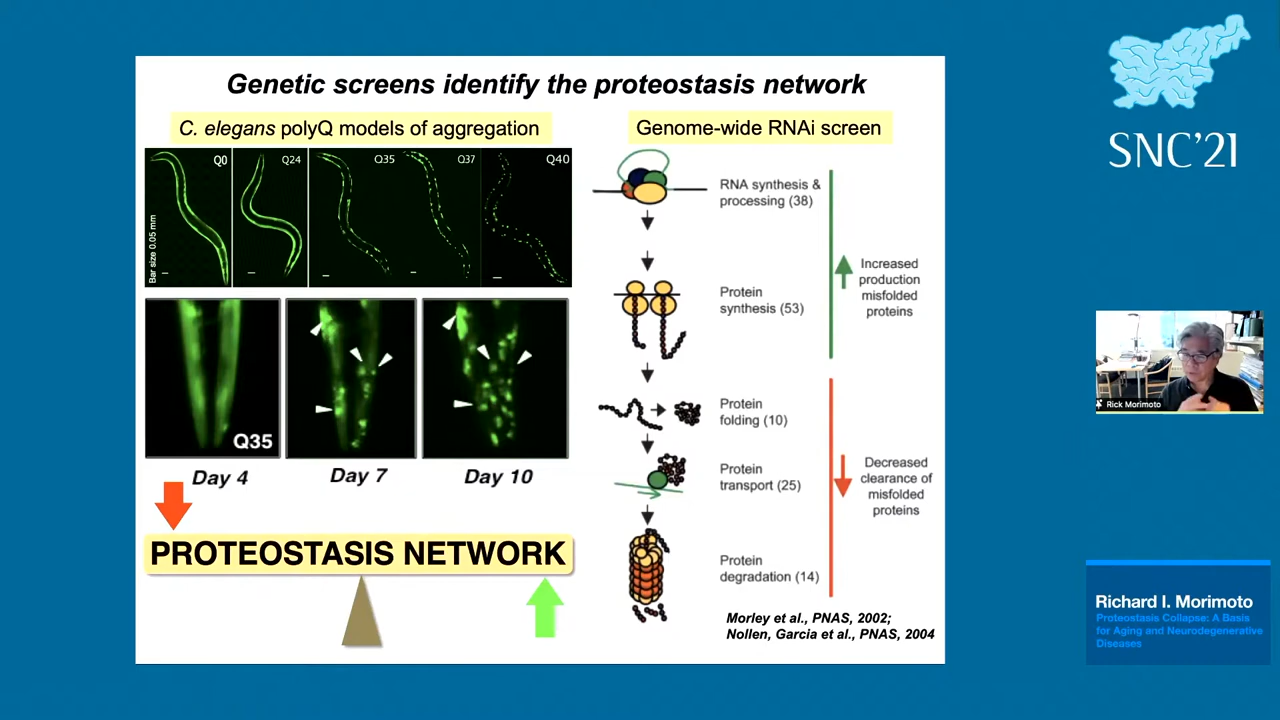 Genetic screens identify the proteostasis network
C. elegans polyQ models of aggregation
Q0
Q24
Q35
Q37
Q40
Bar size 0.05 mm
Q35
Day 4
Day 7
Day 10
PROTEOSTASIS NETWORK
Genome-wide RNAi screen
RNA synthesis &
processing (38)
Protein
synthesis (53)
Protein
folding (10)
Protein
transport (25)
Protein
degradation (14)
Increased
production
misfolded
proteins
Decreased
clearance of
misfolded
proteins
Morley et al., PNAS, 2002;
Nollen, Garcia et al., PNAS, 2004
SNC’21
Rick Morimoto
Richard I. Morimoto
Proteostasis Collapse: A Basis
for Aging and Neurodegenerative
Diseases